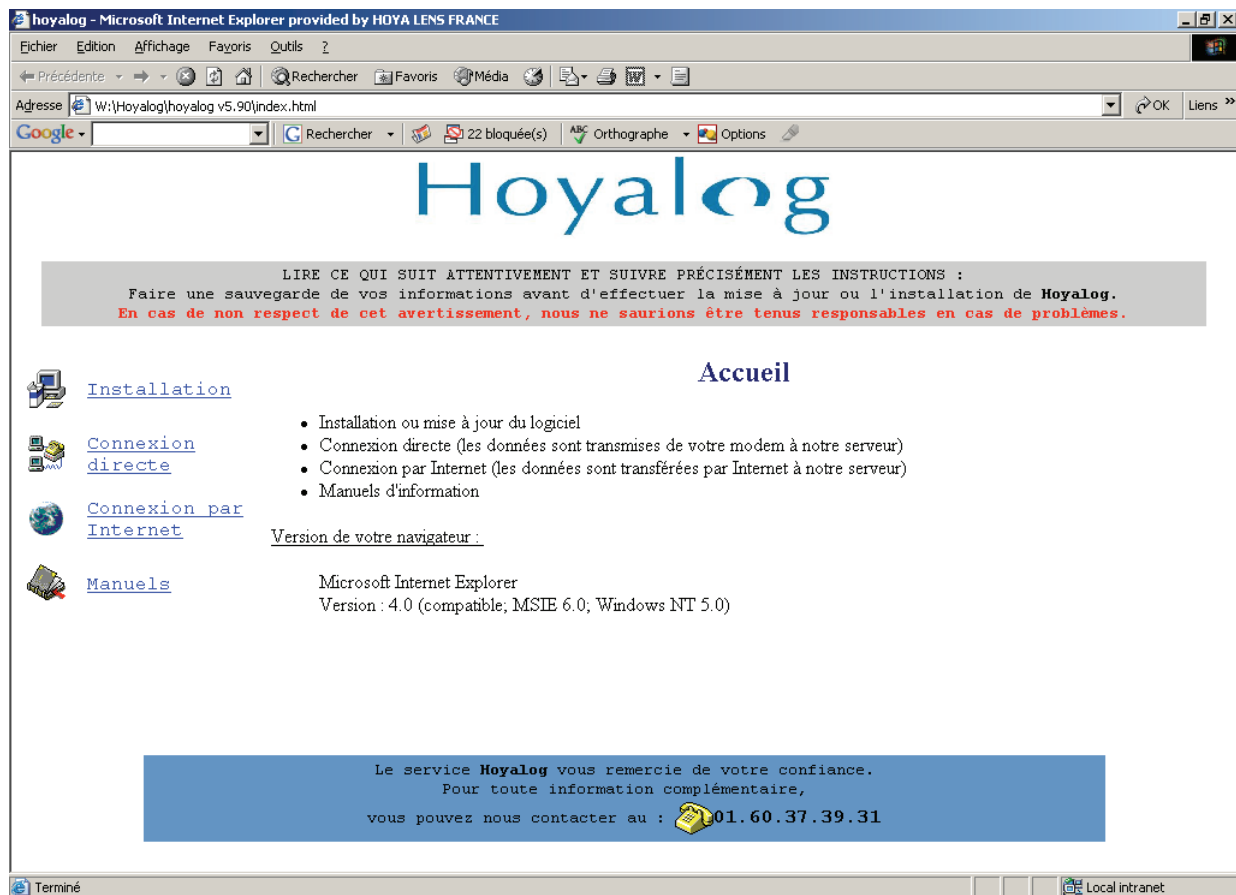 hoyalog - Microsoft Internet Explorer provided by HOYA LENS FRANCE
Fichier Edition Affichage Favoris Outils ?
Précédente Rechercher Favoris Média
Adresse W:\Hoyalog\hoyalog v5.90\index.html OK Liens »
Google Rechercher 22 bloquée(s) ABC Orthographe Options
Hoyalog
LIRE CE QUI SUIT ATTENTIVEMENT ET SUIVRE PRÉCISÉMENT LES INSTRUCTIONS :
Faire une sauvegarde de vos informations avant d'effectuer la mise à jour ou l'installation de Hoyalog.
En cas de non respect de cet avertissement, nous ne saurions être tenus responsables en cas de problèmes.
Installation
Connexion
directe
Connexion par
Internet
Manuels
Accueil
• Installation ou mise à jour du logiciel
• Connexion directe (les données sont transmises de votre modem à notre serveur)
• Connexion par Internet (les données sont transférées par Internet à notre serveur)
• Manuels d'information
Version de votre navigateur :
Microsoft Internet Explorer
Version : 4.0 (compatible; MSIE 6.0; Windows NT 5.0)
Le service Hoyalog vous remercie de votre confiance.
Pour toute information complémentaire,
vous pouvez nous contacter au : 01.60.37.39.31
Terminé Local intranet